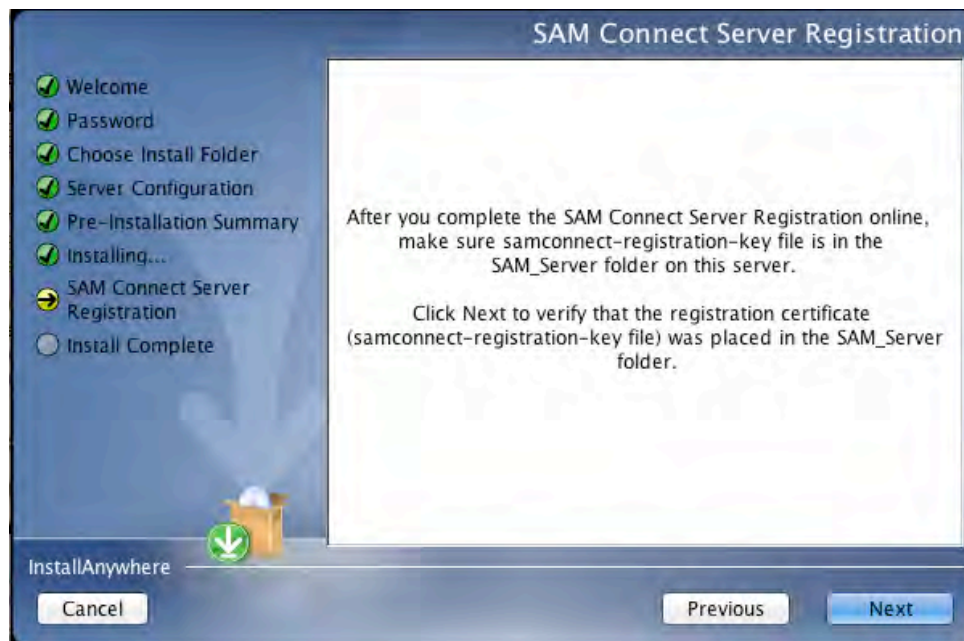 SAM Connect Server Registration
Welcome
Password
Choose Install Folder
Server Configuration
Pre-Installation Summary
Installing...
SAM Connect Server
Registration
Install Complete
After you complete the SAM Connect Server Registration online,
make sure samconnect-registration-key file is in the
SAM_Server folder on this server.
Click Next to verify that the registration certificate
(samconnect-registration-key file) was placed in the SAM_Server
folder.
InstallAnywhere
Cancel
Previous
Next